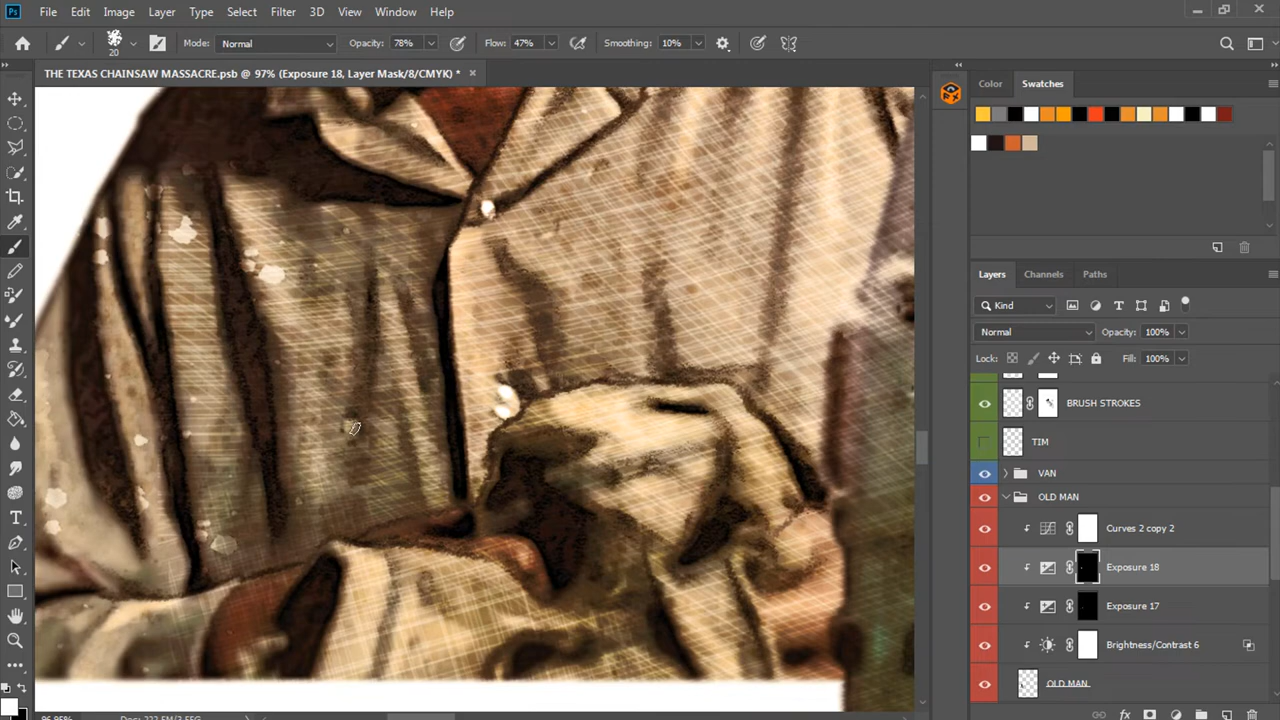 Ps File Edit Image Layer Type Select Filter 3D View Window Help
20 Mode: Normal Opacity: 78% Flow: 47% Smoothing: 10%
THE TEXAS CHAINSAW MASSACRE.psb @ 97% (Exposure 18, Layer Mask/8/CMYK) *
Color Swatches
Layers Channels Paths
Kind
Normal Opacity: 100%
Lock: Fill: 100%
BRUSH STROKES
TIM
VAN
OLD MAN
Curves 2 copy 2
Exposure 18
Exposure 17
Brightness/Contrast 6
OLD MAN
fx